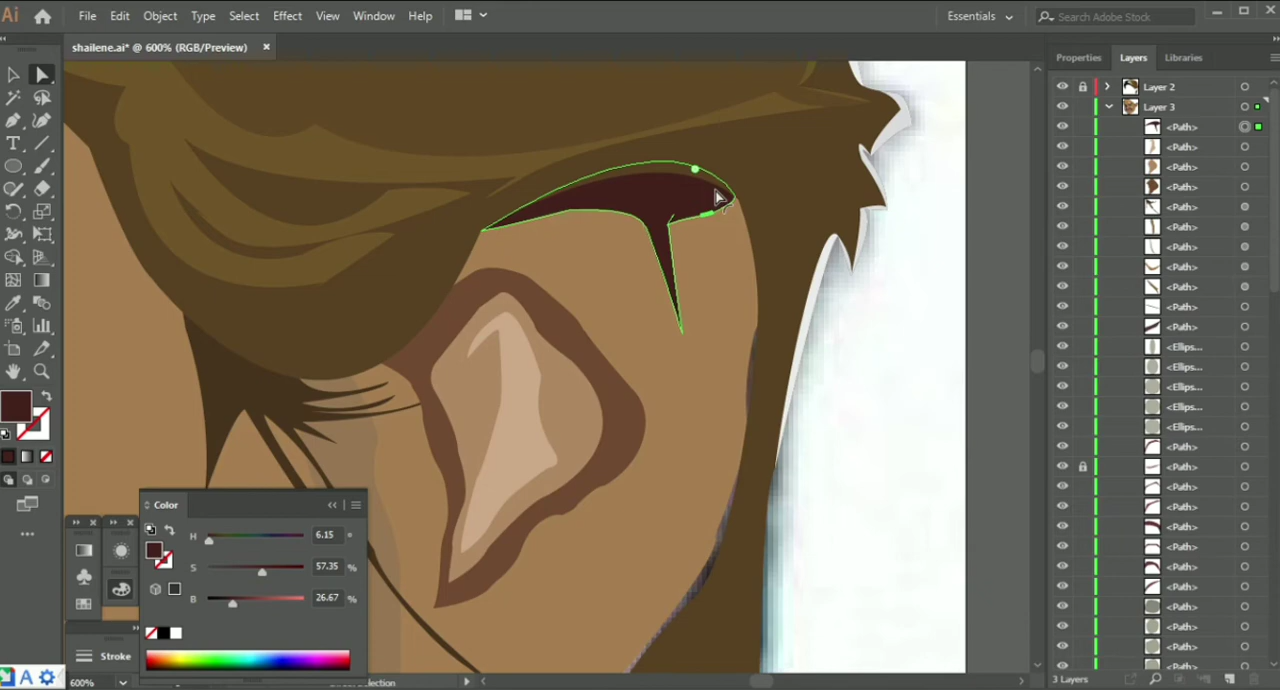 Ai File Edit Object Type Select Effect View Window Help Essentials Search Adobe Stock
shailene.ai* @ 600% (RGB/Preview) ×
Properties Layers Libraries
Layer 2
Layer 3
<Path>
<Path>
<Path>
<Path>
<Path>
<Path>
<Path>
<Path>
<Path>
<Path>
<Path>
<Ellips...
<Ellips...
<Ellips...
<Ellips...
<Ellips...
<Path>
<Path>
<Path>
<Path>
<Path>
<Path>
<Path>
<Path>
<Path>
<Path>
<Path>
<Path>
3 Layers
Color
H 6.15 °
S 57.35 %
B 26.67 %
Stroke
A
600%